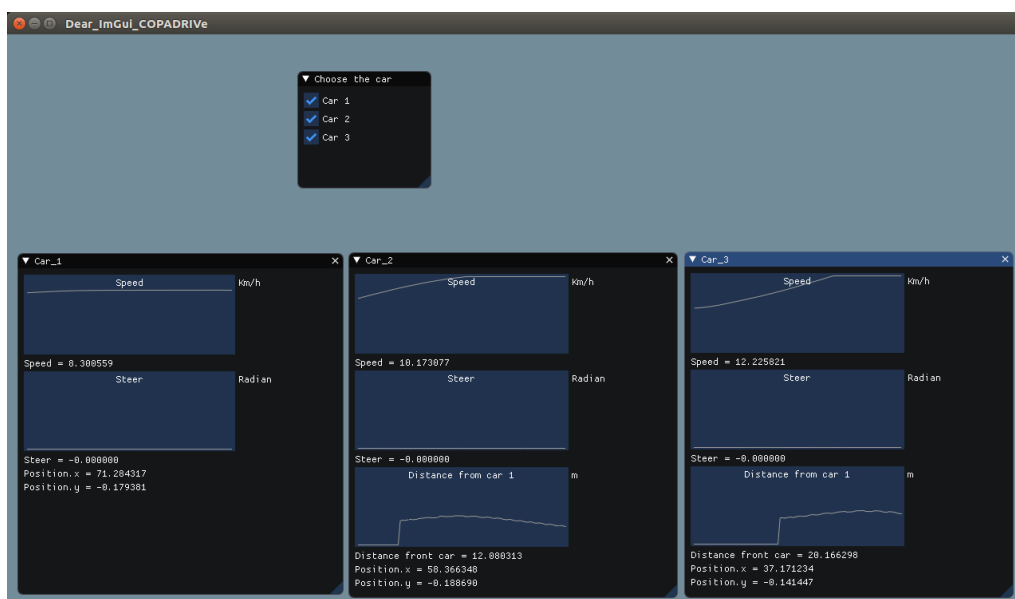 Dear_ImGui_COPADRIVe
Choose the car
Car 1
Car 2
Car 3
Car_1
Speed
Km/h
Speed = 8.300559
Steer
Radian
Steer = -0.000000
Position.x = 71.284317
Position.y = -0.179381
Car_2
Speed
Km/h
Speed = 10.173077
Steer
Radian
Steer = -0.000000
Distance from car 1
m
Distance front car = 12.080313
Position.x = 58.366348
Position.y = -0.188690
Car_3
Speed
Km/h
Speed = 12.225821
Steer
Radian
Steer = -0.000000
Distance from car 1
m
Distance front car = 20.166298
Position.x = 37.171234
Position.y = -0.141447